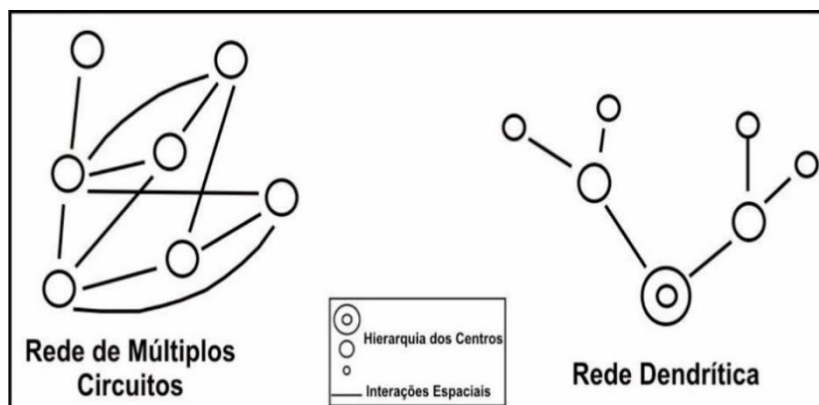 Rede de Múltiplos
Circuitos
Hierarquia dos Centros
Interações Espaciais
Rede Dendrítica